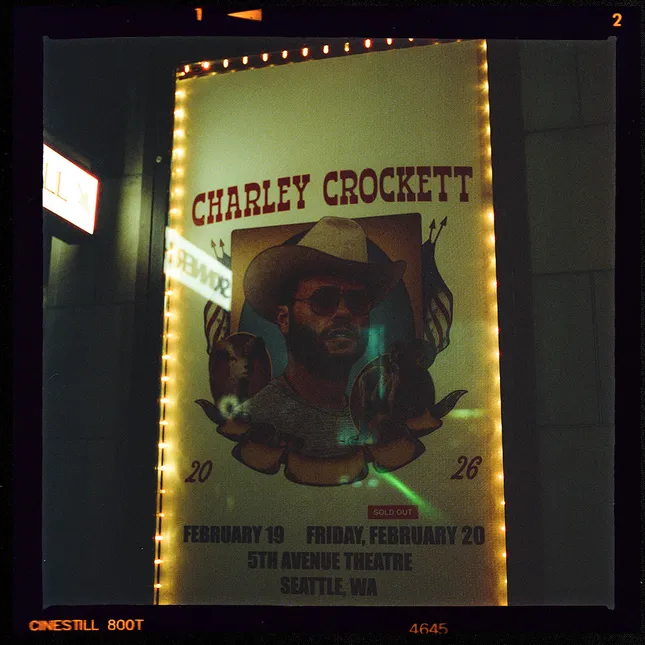 1
2
CHARLEY CROCKETT
20 26
SOLD OUT
FEBRUARY 19 FRIDAY, FEBRUARY 20
5TH AVENUE THEATRE
SEATTLE, WA
CINESTILL 800T 4645